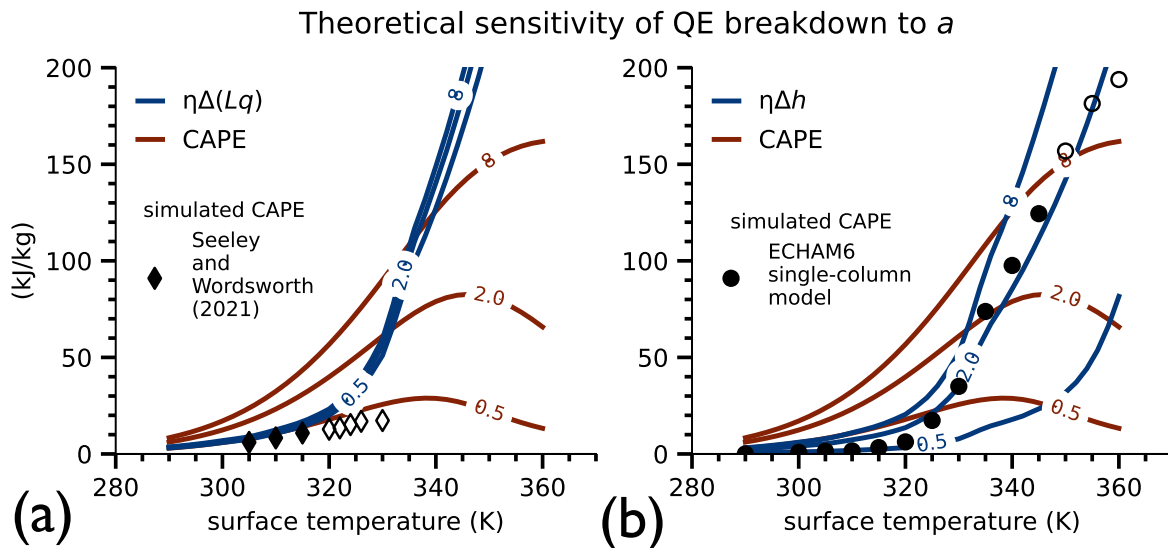 Theoretical sensitivity of QE breakdown to a
200
150
100
50
0
(kJ/kg)
ηΔ(Lq)
CAPE
simulated CAPE
Seeley
and
Wordsworth
(2021)
8
8
2.0
2.0
0.5
0.5
280
300
320
340
360
surface temperature (K)
(a)
200
150
100
50
0
ηΔh
CAPE
simulated CAPE
ECHAM6
single-column
model
8
8
2.0
2.0
0.5
0.5
280
300
320
340
360
surface temperature (K)
(b)